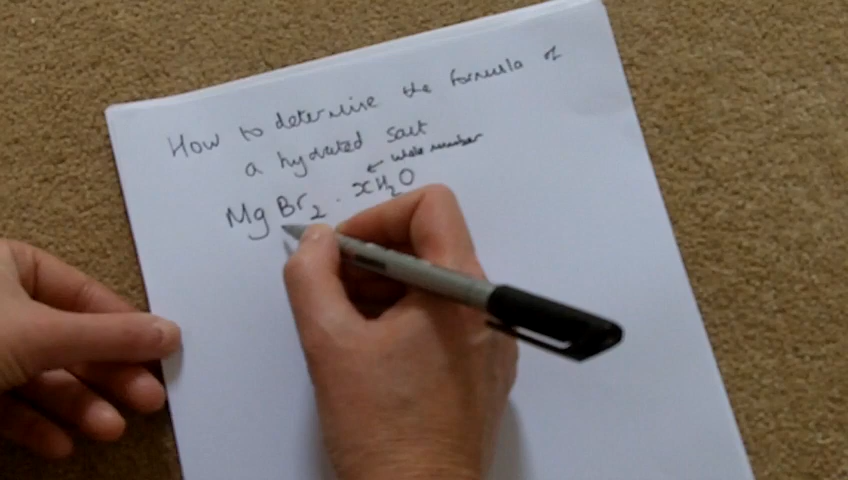 How to determine the formula of
a hydrated salt
← whole number
MgBr₂ . xH₂O